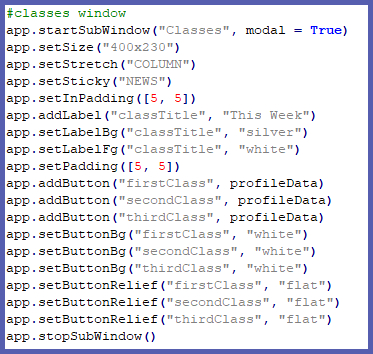 #classes window
app.startSubWindow("Classes", modal = True)
app.setSize("400x230")
app.setStretch("COLUMN")
app.setSticky("NEWS")
app.setInPadding([5, 5])
app.addLabel("classTitle", "This Week")
app.setLabelBg("classTitle", "silver")
app.setLabelFg("classTitle", "white")
app.setPadding([5, 5])
app.addButton("firstClass", profileData)
app.addButton("secondClass", profileData)
app.addButton("thirdClass", profileData)
app.setButtonBg("firstClass", "white")
app.setButtonBg("secondClass", "white")
app.setButtonBg("thirdClass", "white")
app.setButtonRelief("firstClass", "flat")
app.setButtonRelief("secondClass", "flat")
app.setButtonRelief("thirdClass", "flat")
app.stopSubWindow()